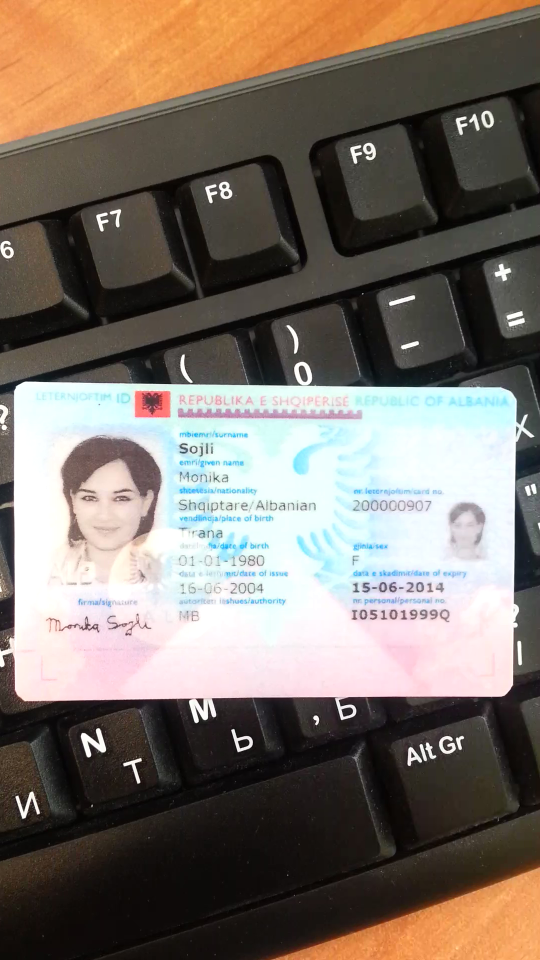 6 F7 F8 F9 F10
( ) 0 — - + =
?
LETËRNJOFTIM ID REPUBLIKA E SHQIPËRISË REPUBLIC OF ALBANIA
X
mbiemri/surname
Sojli
emri/given name
Monika
shtetësia/nationality
Shqiptare/Albanian
nr.letërnjoftimi/card no.
200000907
vendlindja/place of birth
Tirana
datëlindja/date of birth
01-01-1980
gjinia/sex
F
data e lëshimit/date of issue
16-06-2004
data e skadimit/date of expiry
15-06-2014
autoriteti lëshues/authority
MB
nr. personal/personal no.
I05101999Q
firma/signature
Monika Sojli
"
?
N M , Ь
И Т Ь
Alt Gr